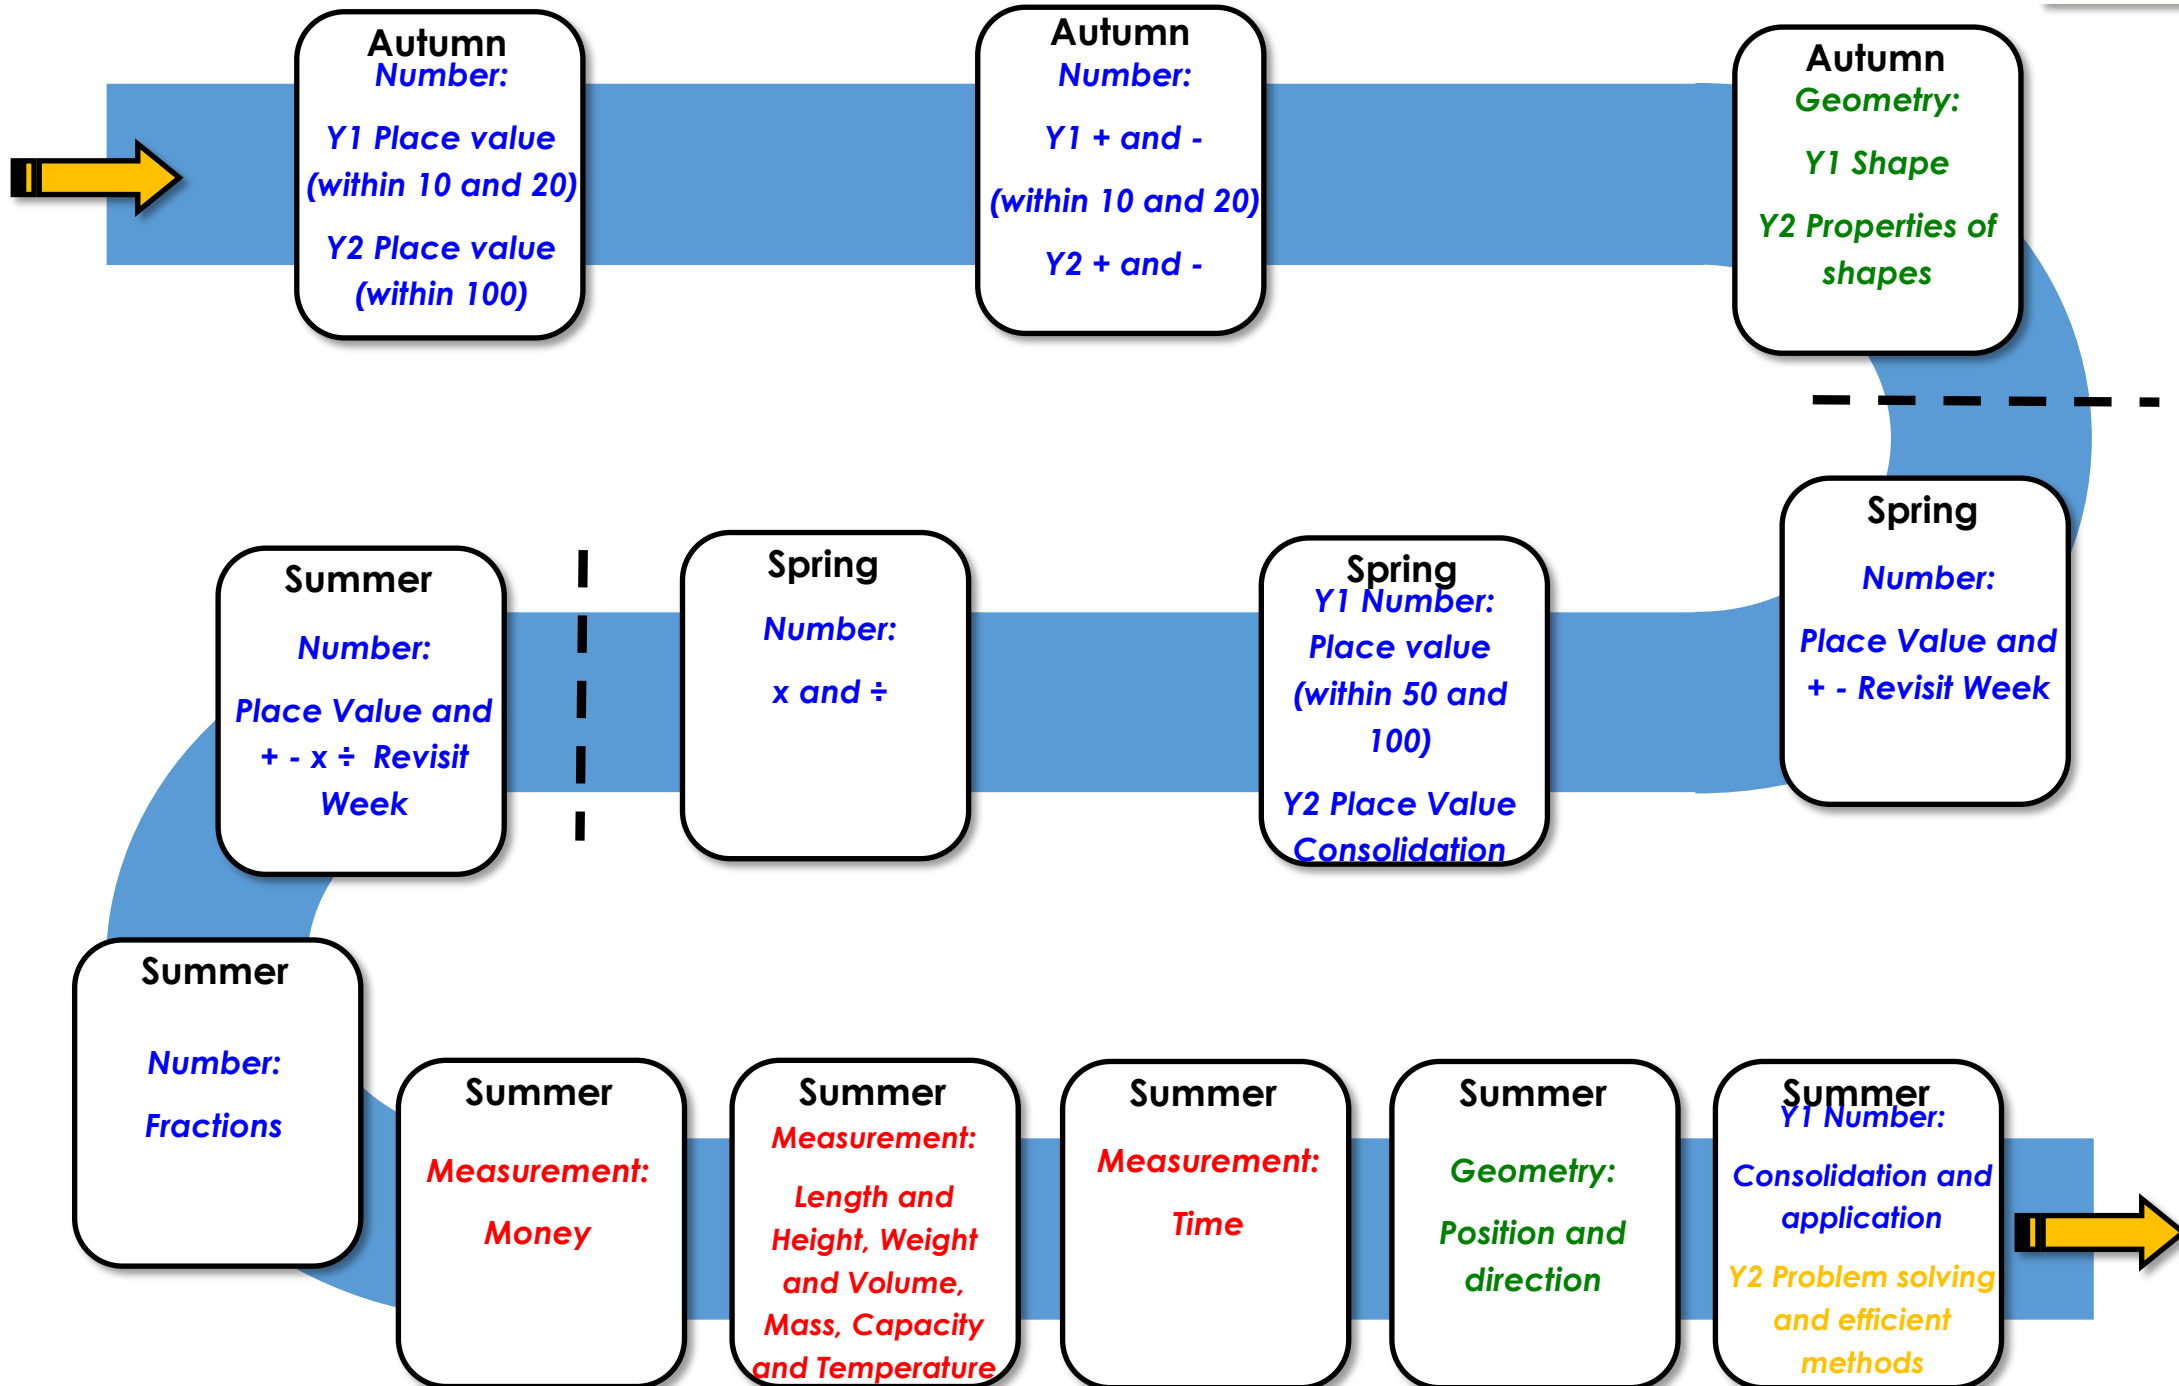 Autumn
Number:
Y1 Place value
(within 10 and 20)
Y2 Place value
(within 100)
Autumn
Number:
Y1 + and -
(within 10 and 20)
Y2 + and -
Autumn
Geometry:
Y1 Shape
Y2 Properties of
shapes
Spring
Number:
Place Value and
+ - Revisit Week
Spring
Y1 Number:
Place value
(within 50 and
100)
Y2 Place Value
Consolidation
Spring
Number:
x and ÷
Summer
Number:
Place Value and
+ - x ÷ Revisit
Week
Summer
Number:
Fractions
Summer
Measurement:
Money
Summer
Measurement:
Length and
Height, Weight
and Volume,
Mass, Capacity
and Temperature
Summer
Measurement:
Time
Summer
Geometry:
Position and
direction
Summer
Y1 Number:
Consolidation and
application
Y2 Problem solving
and efficient
methods